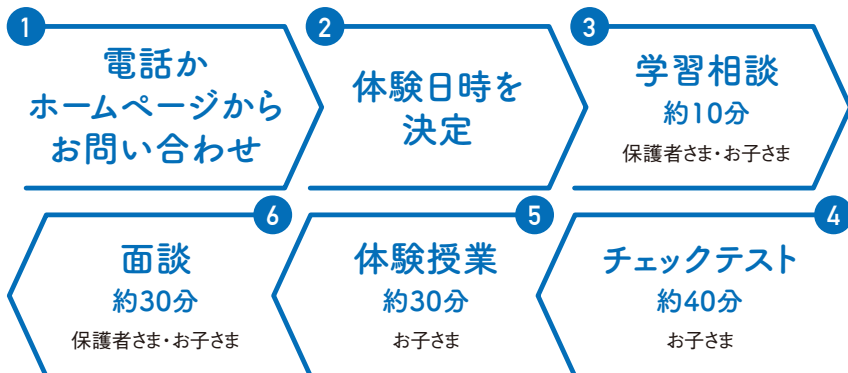 1
電話か
ホームページから
お問い合わせ
2
体験日時を
決定
3
学習相談
約10分
保護者さま・お子さま
4
チェックテスト
約40分
お子さま
5
体験授業
約30分
お子さま
6
面談
約30分
保護者さま・お子さま